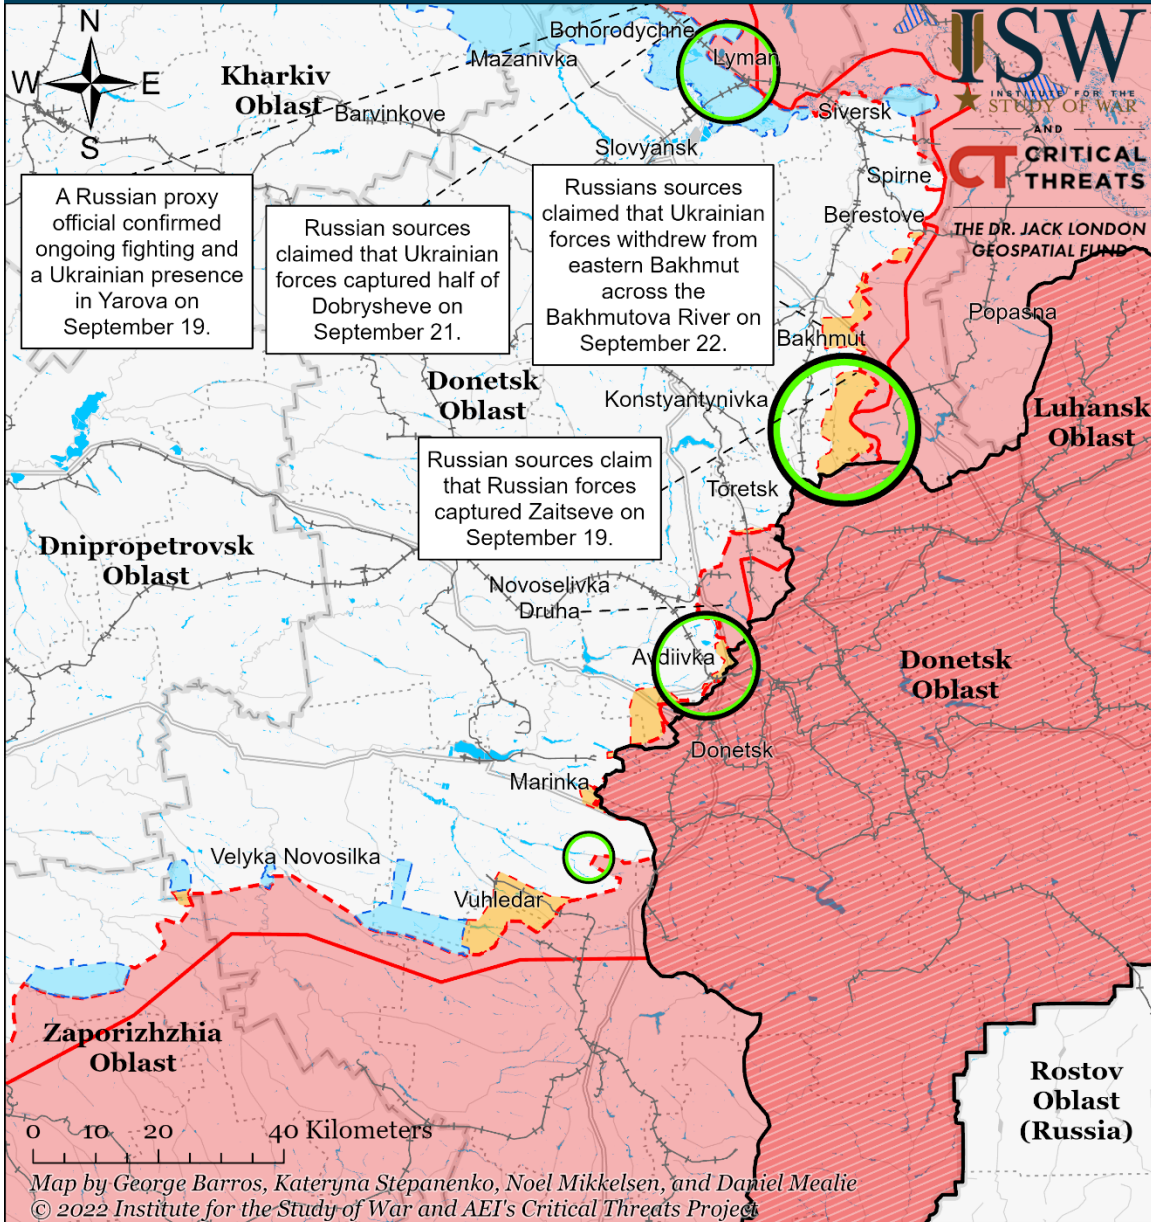 N
W
E
S
Kharkiv
Oblast
Bohorodychne
Mazanivka
Lyman
Barvinkove
Siversk
Slovyansk
Spirne
Berestove
ISW
INSTITUTE FOR THE
STUDY OF WAR
AND
CT CRITICAL
THREATS
THE DR. JACK LONDON
GEOSPATIAL FUND
A Russian proxy
official confirmed
ongoing fighting and
a Ukrainian presence
in Yarova on
September 19.
Russian sources
claimed that Ukrainian
forces captured half of
Dobrysheve on
September 21.
Russians sources
claimed that Ukrainian
forces withdrew from
eastern Bakhmut
across the
Bakhmutova River on
September 22.
Popasna
Bakhmut
Donetsk
Oblast
Konstyantynivka
Luhansk
Oblast
Russian sources claim
that Russian forces
captured Zaitseve on
September 19.
Toretsk
Dnipropetrovsk
Oblast
Novoselivka
Druha
Avdiivka
Donetsk
Oblast
Donetsk
Marinka
Velyka Novosilka
Vuhledar
Zaporizhzhia
Oblast
Rostov
Oblast
(Russia)
0 10 20 40 Kilometers
Map by George Barros, Kateryna Stepanenko, Noel Mikkelsen, and Daniel Mealie
© 2022 Institute for the Study of War and AEI's Critical Threats Project